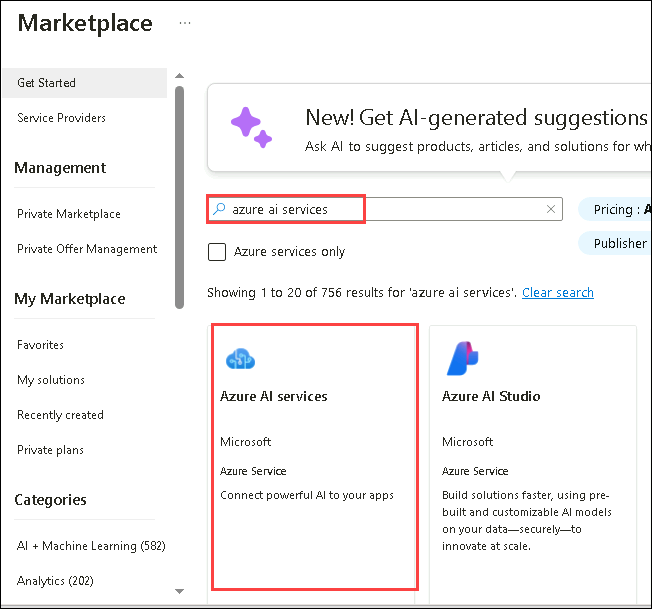 Marketplace ...
Get Started
Service Providers
Management
Private Marketplace
Private Offer Management
My Marketplace
Favorites
My solutions
Recently created
Private plans
Categories
AI + Machine Learning (582)
Analytics (202)
New! Get AI-generated suggestions
Ask AI to suggest products, articles, and solutions for wh
azure ai services
Pricing : A
Azure services only
Publisher
Showing 1 to 20 of 756 results for 'azure ai services'. Clear search
Azure AI services
Microsoft
Azure Service
Connect powerful AI to your apps
Azure AI Studio
Microsoft
Azure Service
Build solutions faster, using pre-
built and customizable AI models
on your data—securely—to
innovate at scale.